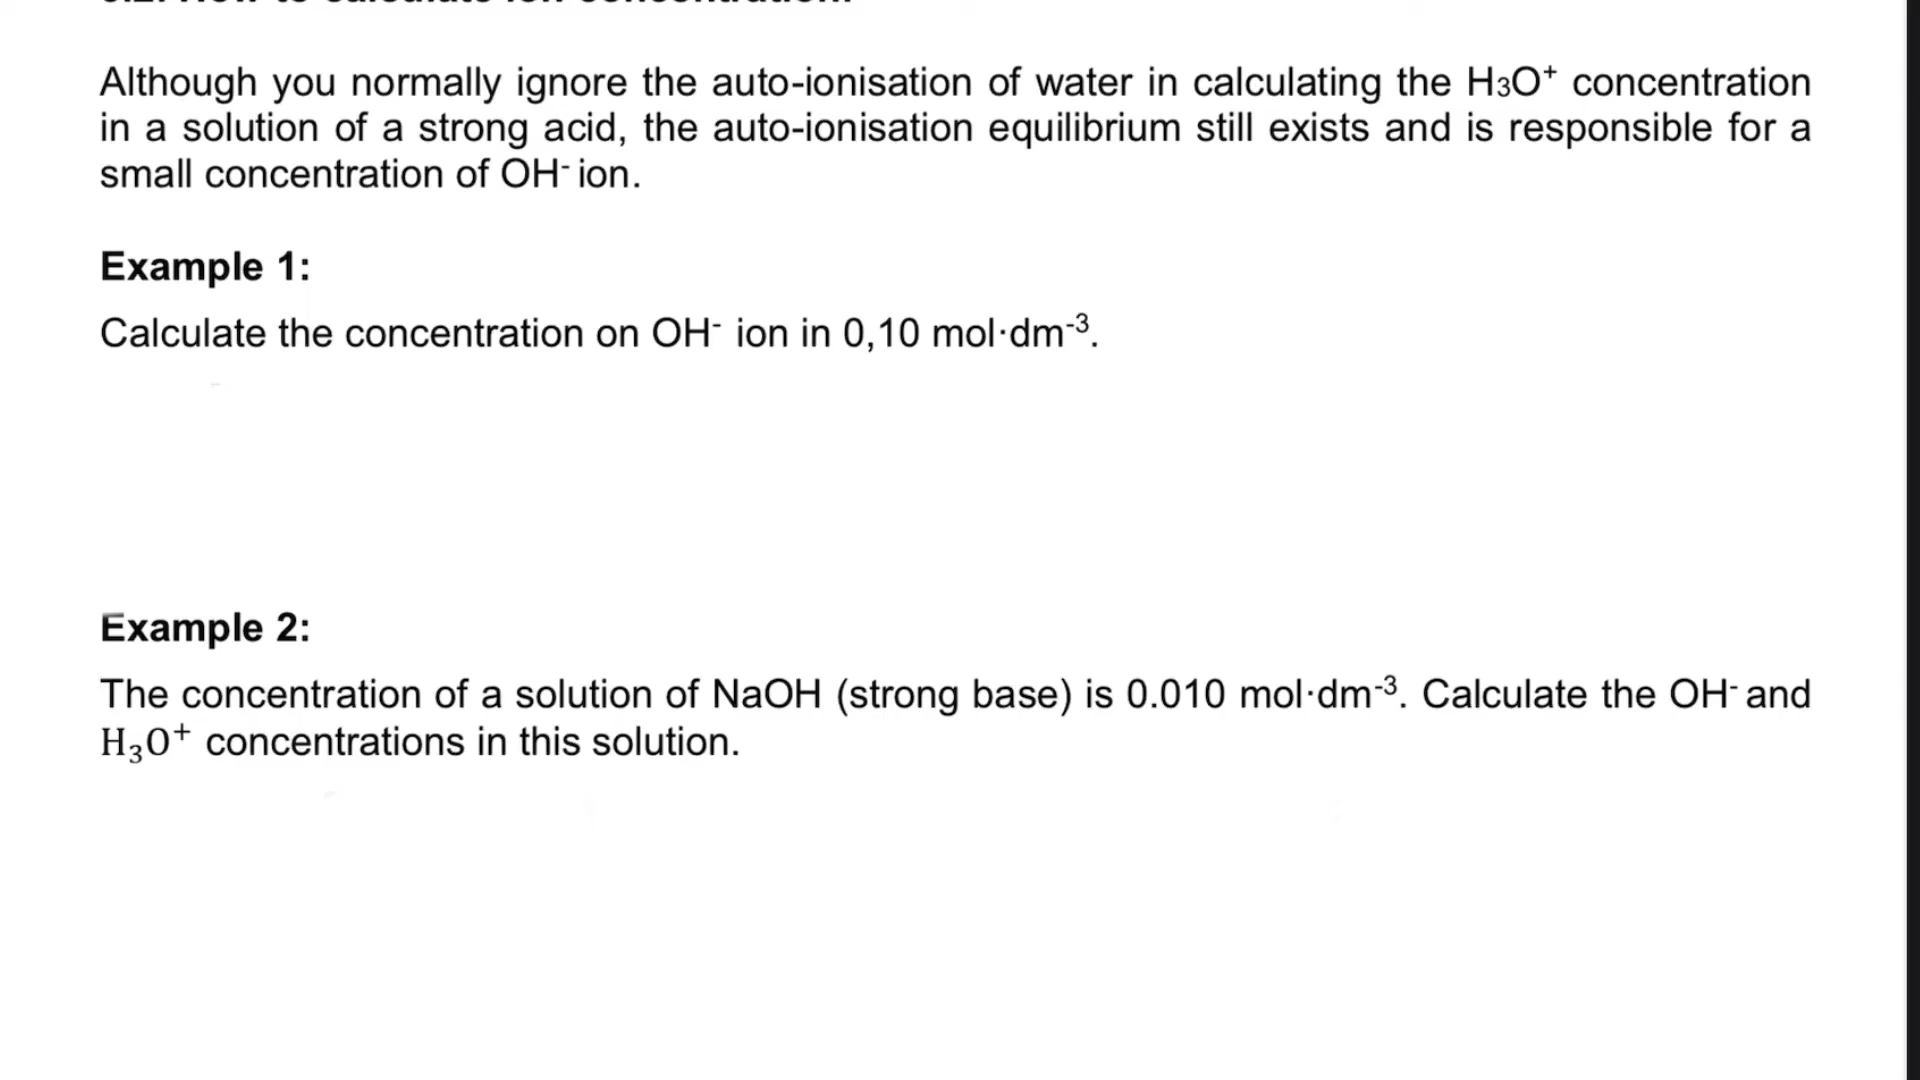 Although you normally ignore the auto-ionisation of water in calculating the H₃O⁺ concentration
in a solution of a strong acid, the auto-ionisation equilibrium still exists and is responsible for a
small concentration of OH⁻ ion.
Example 1:
Calculate the concentration on OH⁻ ion in 0,10 mol·dm⁻³.
Example 2:
The concentration of a solution of NaOH (strong base) is 0.010 mol·dm⁻³. Calculate the OH⁻ and
H₃O⁺ concentrations in this solution.